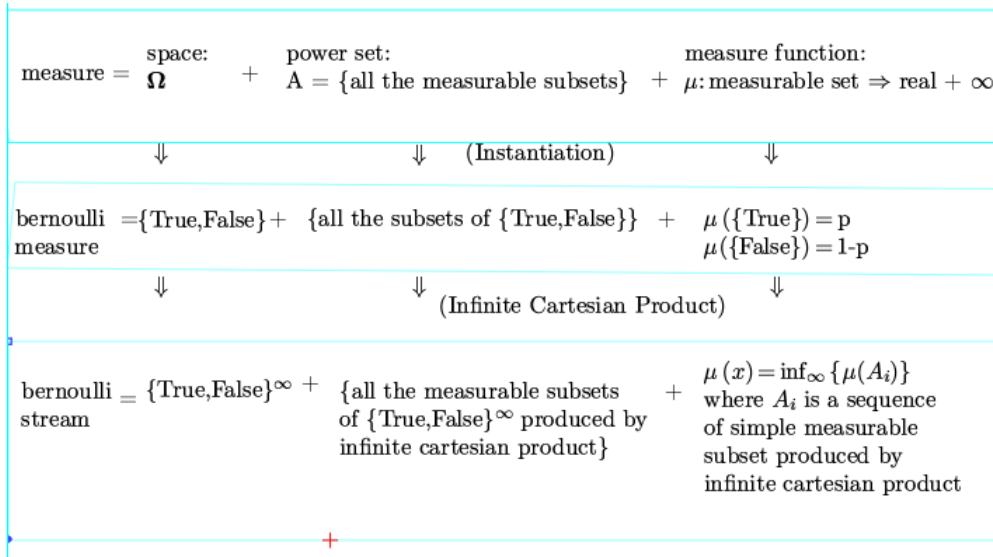 space: power set: measure function:
measure = Ω + A = {all the measurable subsets} + μ: measurable set ⇒ real + ∞
⇓ ⇓ (Instantiation) ⇓
bernoulli ={True,False}+ {all the subsets of {True,False}} + μ ({True}) = p
measure μ({False}) = 1-p
⇓ ⇓ ⇓
(Infinite Cartesian Product)
bernoulli = {True,False}∞ + {all the measurable subsets + μ (x) = inf∞ {μ(Ai)}
stream of {True,False}∞ produced by where Ai is a sequence
infinite cartesian product} of simple measurable
subset produced by
infinite cartesian product